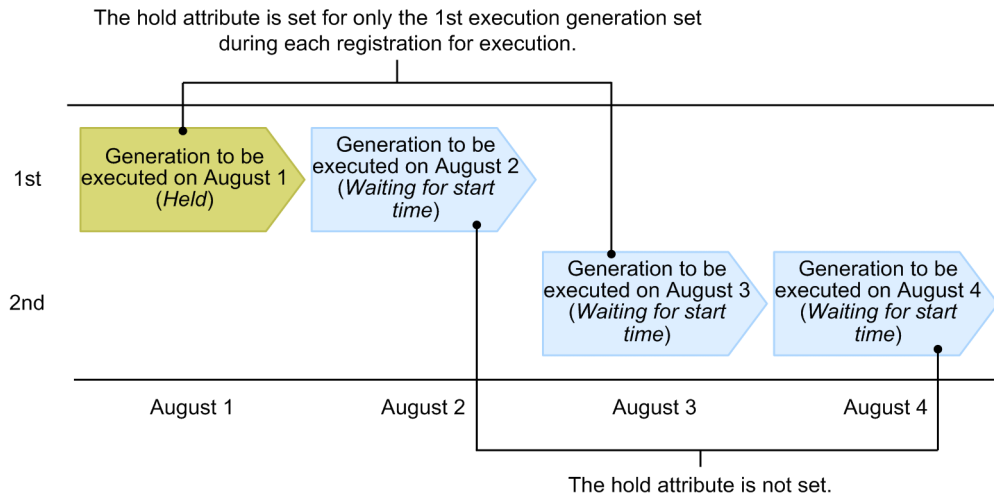 The hold attribute is set for only the 1st execution generation set
during each registration for execution.
1st
Generation to be
executed on August 1
(Held)
Generation to be
executed on August 2
(Waiting for start
time)
2nd
Generation to be
executed on August 3
(Waiting for start
time)
Generation to be
executed on August 4
(Waiting for start
time)
August 1
August 2
August 3
August 4
The hold attribute is not set.